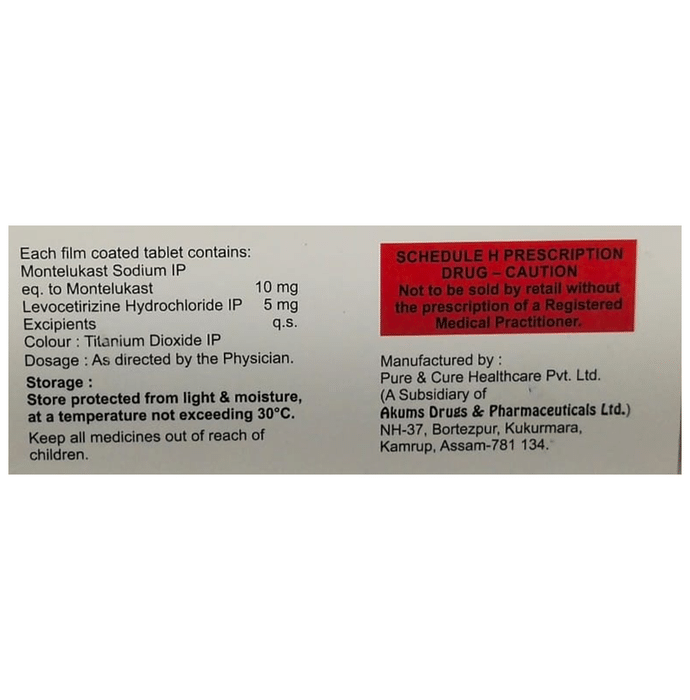 Each film coated tablet contains:
Montelukast Sodium IP
eq. to Montelukast 10 mg
Levocetirizine Hydrochloride IP 5 mg
Excipients q.s.
Colour : Titanium Dioxide IP
Dosage : As directed by the Physician.
Storage :
Store protected from light & moisture,
at a temperature not exceeding 30°C.
Keep all medicines out of reach of
children.
SCHEDULE H PRESCRIPTION
DRUG – CAUTION
Not to be sold by retail without
the prescription of a Registered
Medical Practitioner.
Manufactured by :
Pure & Cure Healthcare Pvt. Ltd.
(A Subsidiary of
Akums Drugs & Pharmaceuticals Ltd.)
NH-37, Bortezpur, Kukurmara,
Kamrup, Assam-781 134.